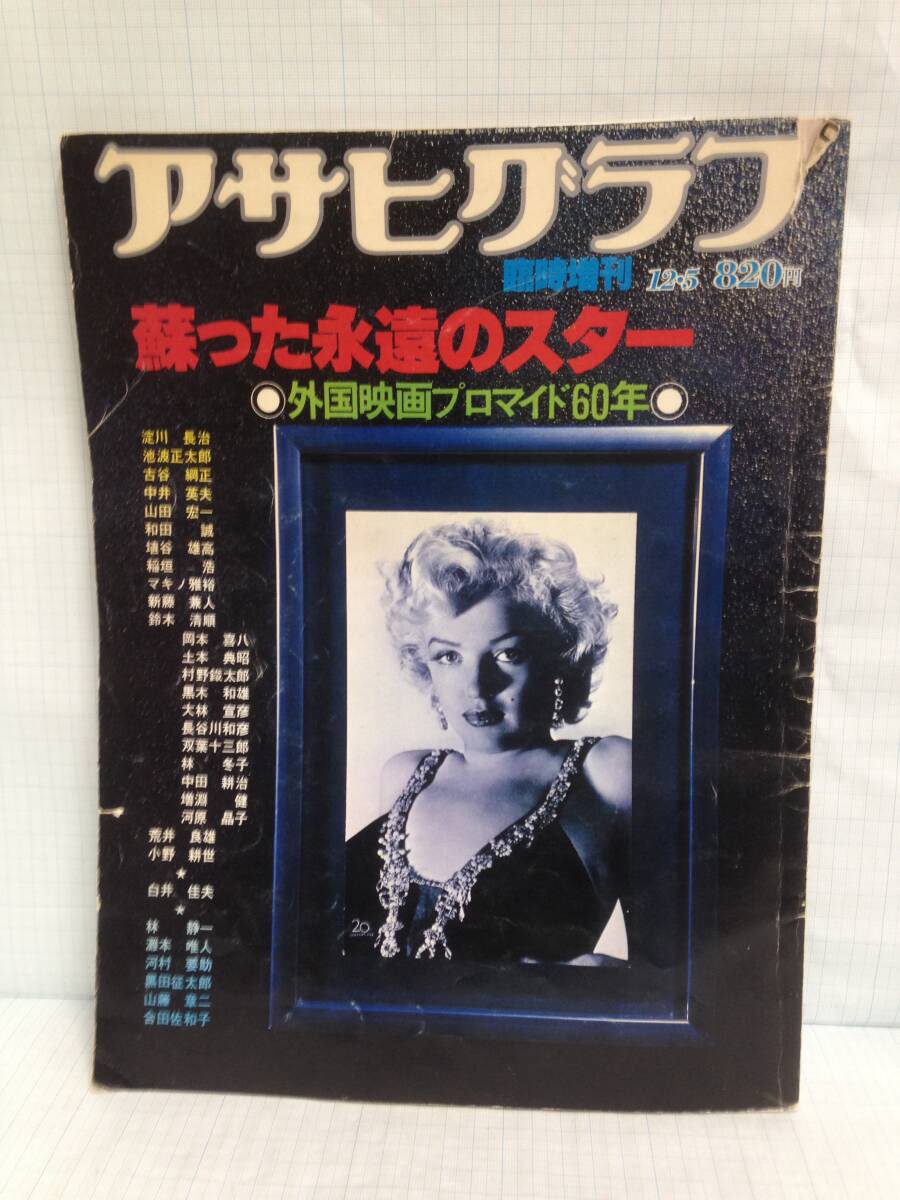 アサヒグラフ
臨時増刊 12・5 820円
蘇った永遠のスター
外国映画プロマイド60年
淀川 長治
池波正太郎
古谷 綱正
中井 英夫
山田 宏一
和田 誠
埴谷 雄高
稲垣 浩
マキノ雅裕
新藤 兼人
鈴木 清順
岡本 喜八
土本 典昭
村野鐵太郎
黒木 和雄
大林 宣彦
長谷川和彦
双葉十三郎
林 冬子
中田 耕治
増淵 健
河原 晶子
荒井 良雄
小野 耕世
★
白井 佳夫
★
林 静一
灘本 唯人
河村 要助
黒田征太郎
山藤 章二
合田佐和子
20